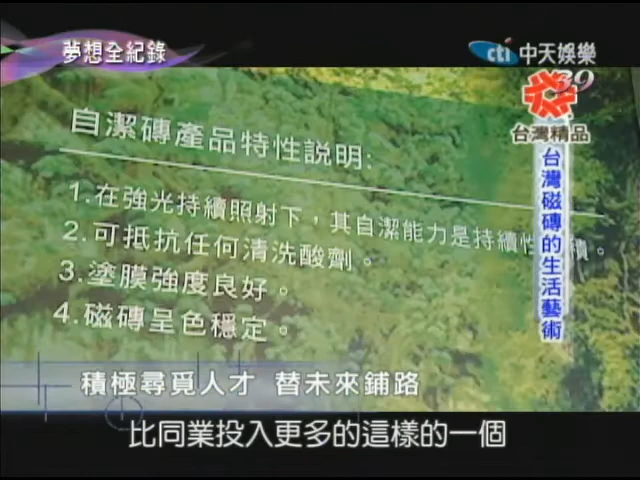 夢想全紀錄
cti 中天娛樂
39
台灣精品
台灣磁磚的生活藝術
自潔磚產品特性説明:
1.在強光持續照射下，其自潔能力是持續性 積。
2.可抵抗任何清洗酸劑。
3.塗膜強度良好。
4.磁磚呈色穩定。
積極尋覓人才 替未來鋪路
比同業投入更多的這樣的一個